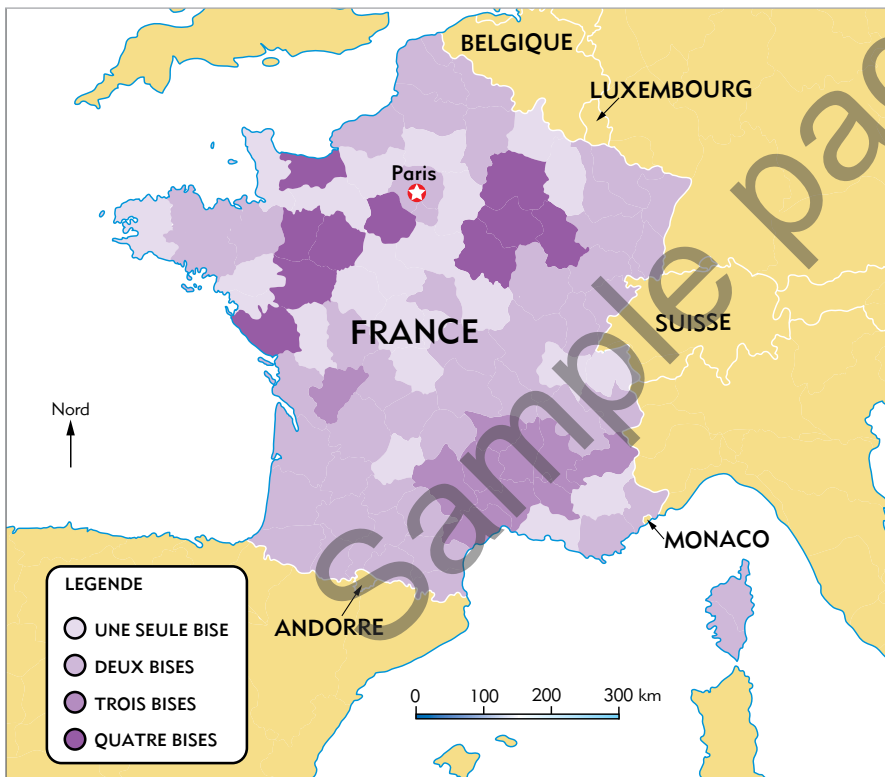 BELGIQUE
LUXEMBOURG
Paris
FRANCE
SUISSE
Nord
MONACO
ANDORRE
LEGENDE
UNE SEULE BISE
DEUX BISES
TROIS BISES
QUATRE BISES
0 100 200 300 km
Sample